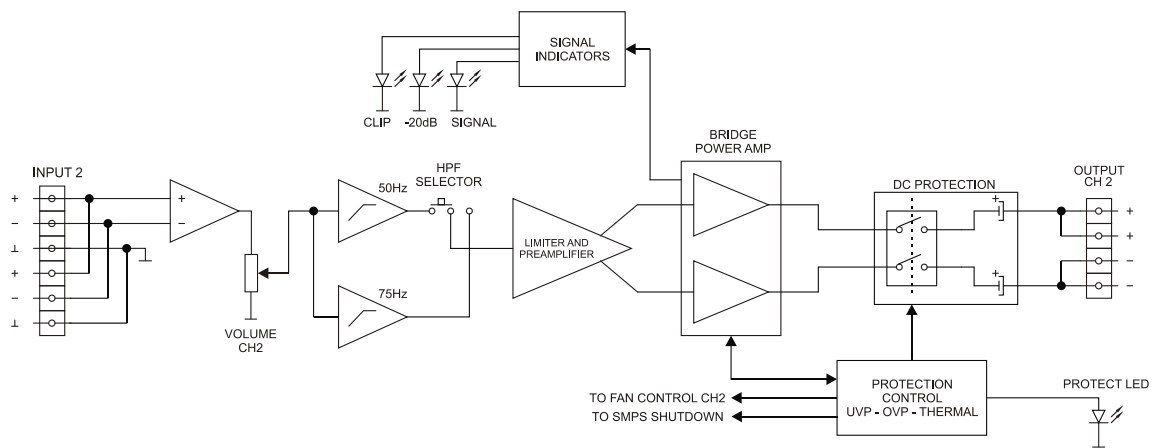 SIGNAL
INDICATORS
CLIP
-20dB
SIGNAL
BRIDGE
POWER AMP
INPUT 2
+
−
⊥
+
−
⊥
+
−
VOLUME
CH2
50Hz
75Hz
HPF
SELECTOR
LIMITER AND
PREAMPLIFIER
DC PROTECTION
+
+
OUTPUT
CH 2
+
+
−
−
PROTECTION
CONTROL
UVP - OVP - THERMAL
TO FAN CONTROL CH2
TO SMPS SHUTDOWN
PROTECT LED